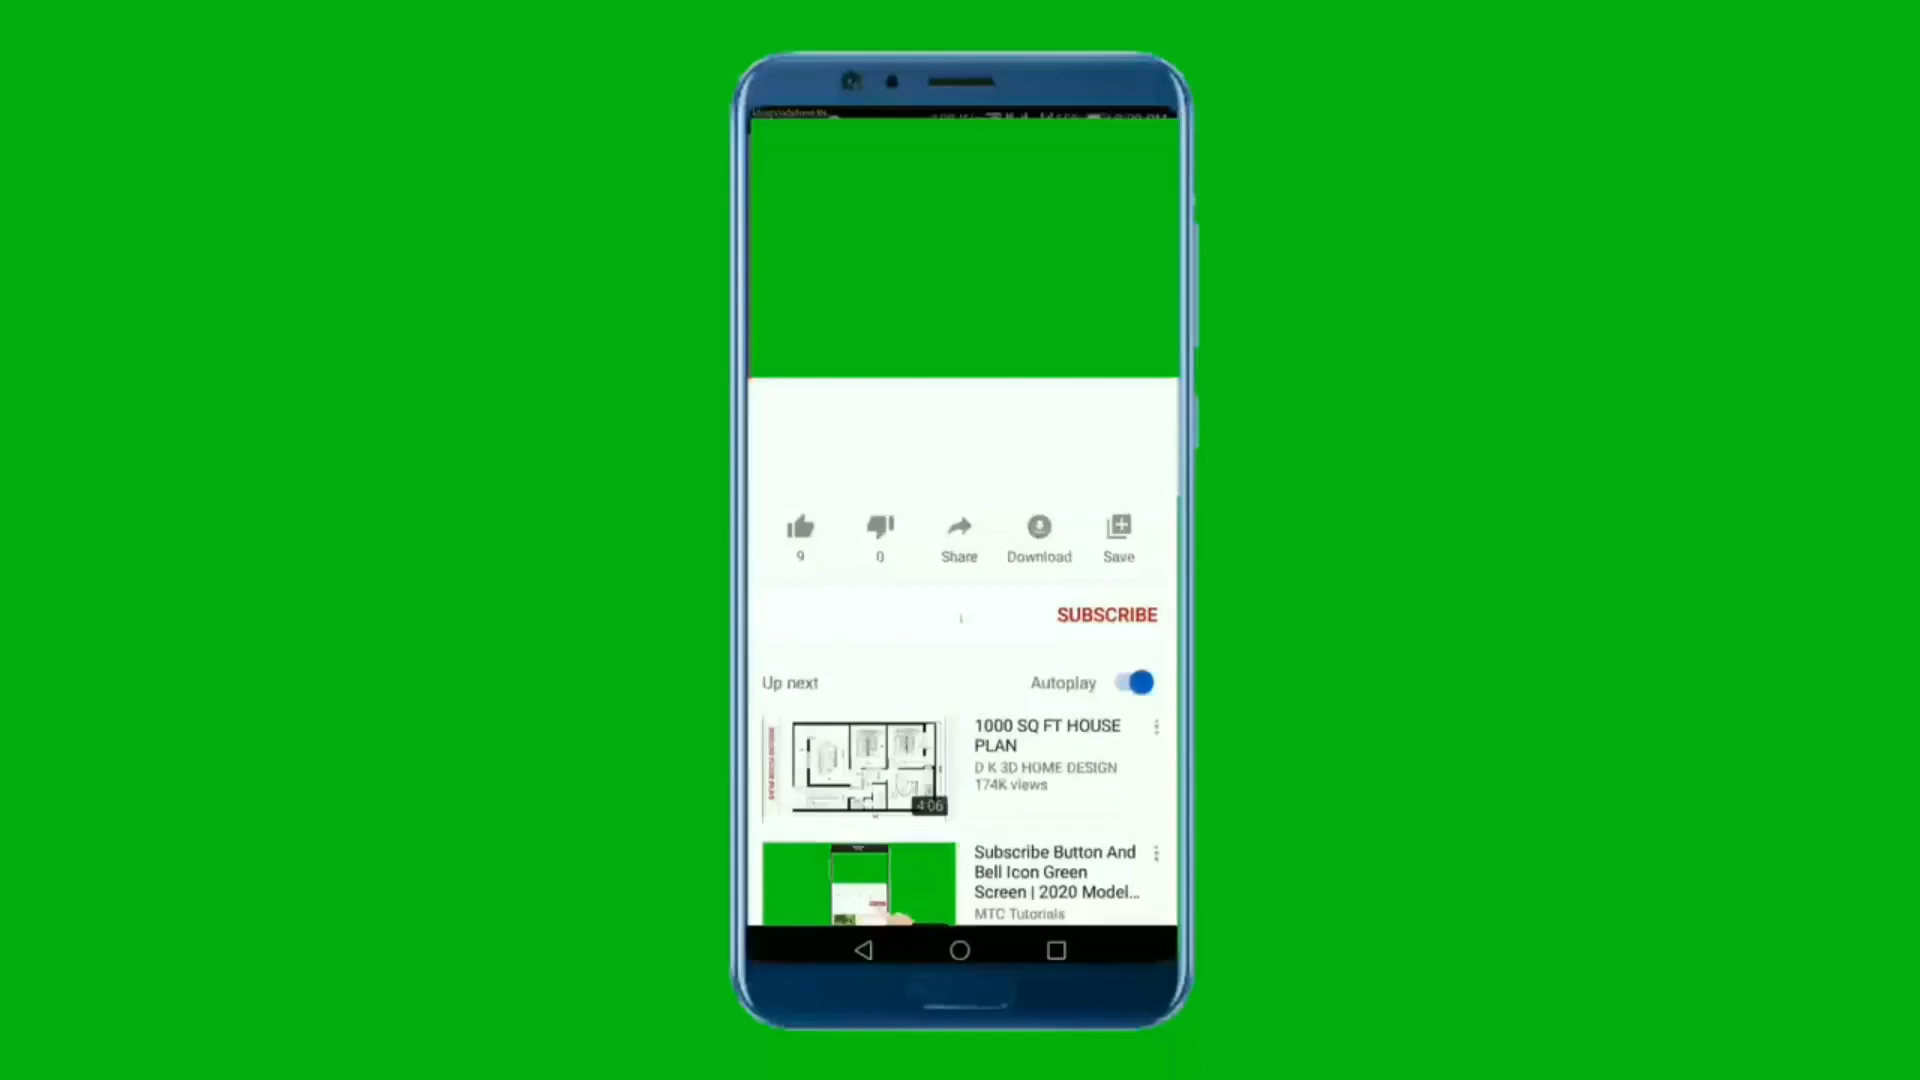 9
0
Share
Download
Save
SUBSCRIBE
Up next
Autoplay
1000 SQ FT HOUSE
PLAN
D K 3D HOME DESIGN
174K views
4:06
Subscribe Button And
Bell Icon Green
Screen | 2020 Model...
MTC Tutorials